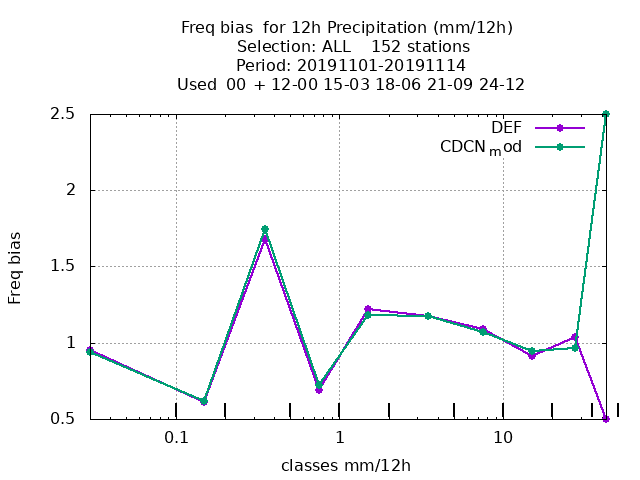 Freq bias  for 12h Precipitation (mm/12h)
Selection: ALL    152 stations
Period: 20191101-20191114
Used  00 + 12-00 15-03 18-06 21-09 24-12
DEF
CDCN_mod
2.5
2
1.5
1
0.5
Freq bias
0.1
1
10
classes mm/12h